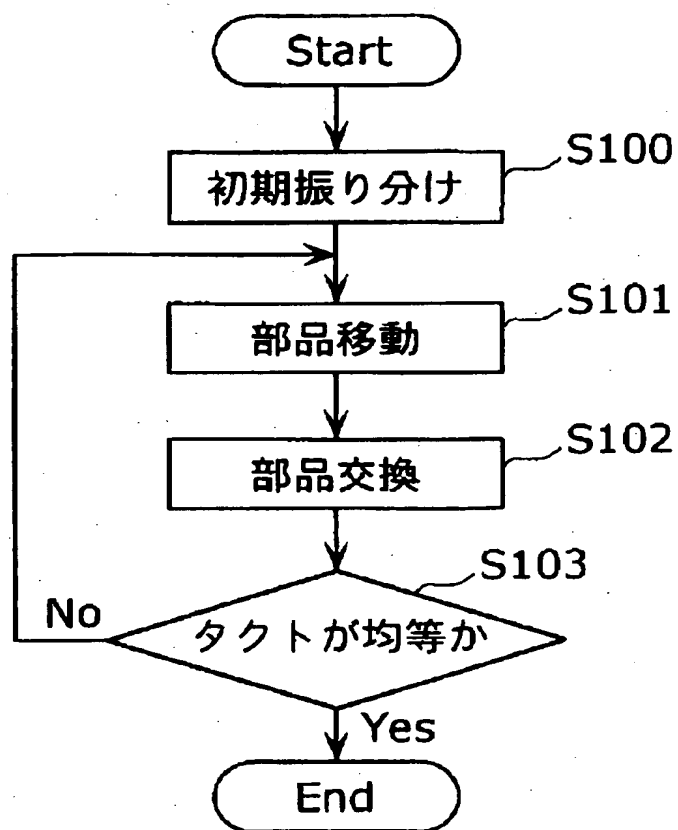 Start
S100
初期振り分け
S101
部品移動
S102
部品交換
S103
タクトが均等か
No
Yes
End